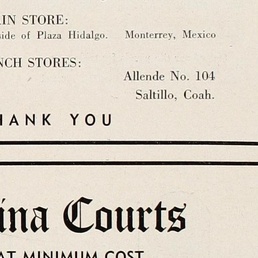 IN STORE:
side of Plaza Hidalgo. Monterrey, Mexico
NCH STORES:
Allende No. 104
Saltillo, Coah.
HANK YOU
ina Courts
AT MINIMUM COST